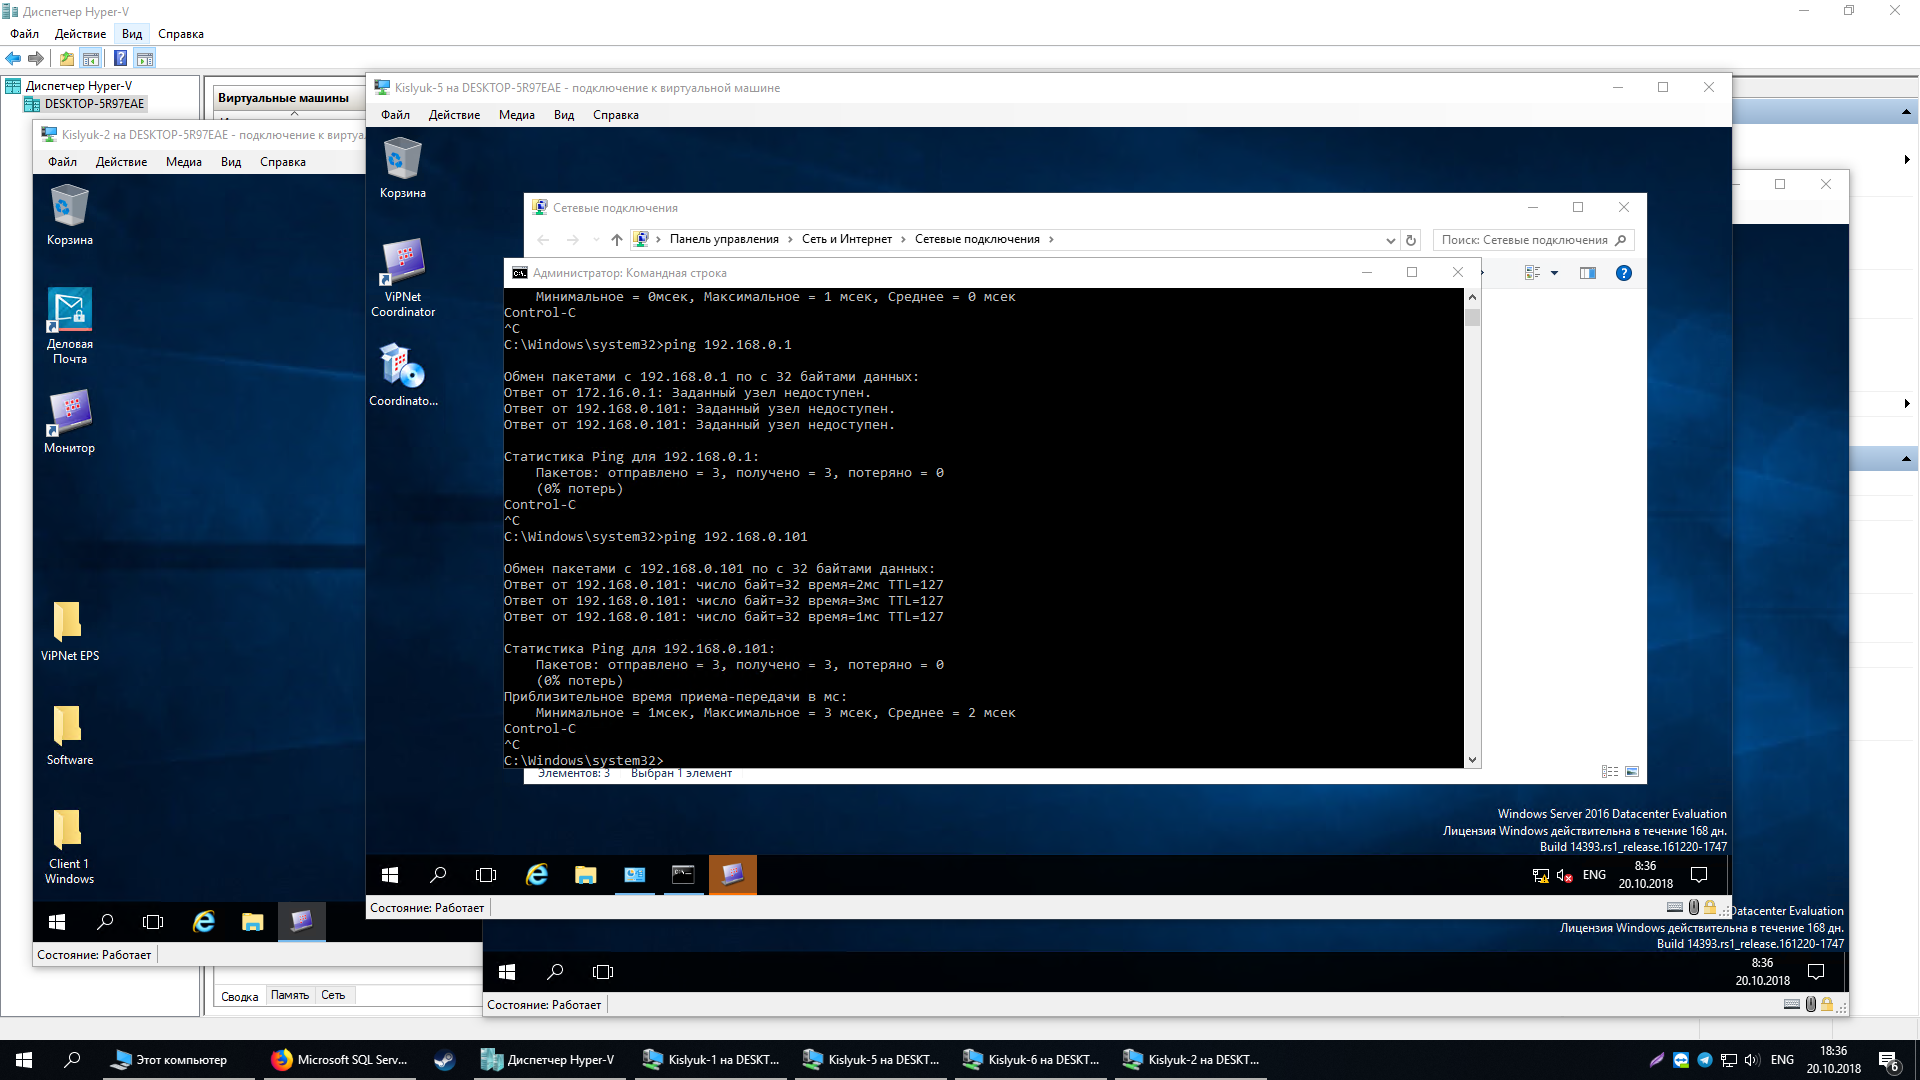 Диспетчер Hyper-V
Файл Действие Вид Справка
Диспетчер Hyper-V
DESKTOP-5R97EAE
Виртуальные машины
Kislyuk-2 на DESKTOP-5R97EAE - подключение к виртуа
Файл Действие Медиа Вид Справка
Корзина
Деловая
Почта
Монитор
ViPNet EPS
Software
Client 1
Windows
Состояние: Работает
Сводка Память Сеть
Kislyuk-5 на DESKTOP-5R97EAE - подключение к виртуальной машине
Файл Действие Медиа Вид Справка
Корзина
ViPNet
Coordinator
Coordinato...
Сетевые подключения
Панель управления Сеть и Интернет Сетевые подключения
Поиск: Сетевые подключения
Администратор: Командная строка
Минимальное = 0мсек, Максимальное = 1 мсек, Среднее = 0 мсек
Control-C
^C
C:\Windows\system32>ping 192.168.0.1
Обмен пакетами с 192.168.0.1 по с 32 байтами данных:
Ответ от 172.16.0.1: Заданный узел недоступен.
Ответ от 192.168.0.101: Заданный узел недоступен.
Ответ от 192.168.0.101: Заданный узел недоступен.
Статистика Ping для 192.168.0.1:
Пакетов: отправлено = 3, получено = 3, потеряно = 0
(0% потерь)
Control-C
^C
C:\Windows\system32>ping 192.168.0.101
Обмен пакетами с 192.168.0.101 по с 32 байтами данных:
Ответ от 192.168.0.101: число байт=32 время=2мс TTL=127
Ответ от 192.168.0.101: число байт=32 время=3мс TTL=127
Ответ от 192.168.0.101: число байт=32 время=1мс TTL=127
Статистика Ping для 192.168.0.101:
Пакетов: отправлено = 3, получено = 3, потеряно = 0
(0% потерь)
Приблизительное время приема-передачи в мс:
Минимальное = 1мсек, Максимальное = 3 мсек, Среднее = 2 мсек
Control-C
^C
C:\Windows\system32>
Элементов: 3 Выбран 1 элемент
Windows Server 2016 Datacenter Evaluation
Лицензия Windows действительна в течение 168 дн.
Build 14393.rs1_release.161220-1747
ENG
8:36
20.10.2018
Состояние: Работает
Datacenter Evaluation
Лицензия Windows действительна в течение 168 дн.
Build 14393.rs1_release.161220-1747
8:36
20.10.2018
Состояние: Работает
Этот компьютер
Microsoft SQL Serv...
Диспетчер Hyper-V
Kislyuk-1 на DESKT...
Kislyuk-5 на DESKT...
Kislyuk-6 на DESKT...
Kislyuk-2 на DESKT...
ENG
18:36
20.10.2018
6